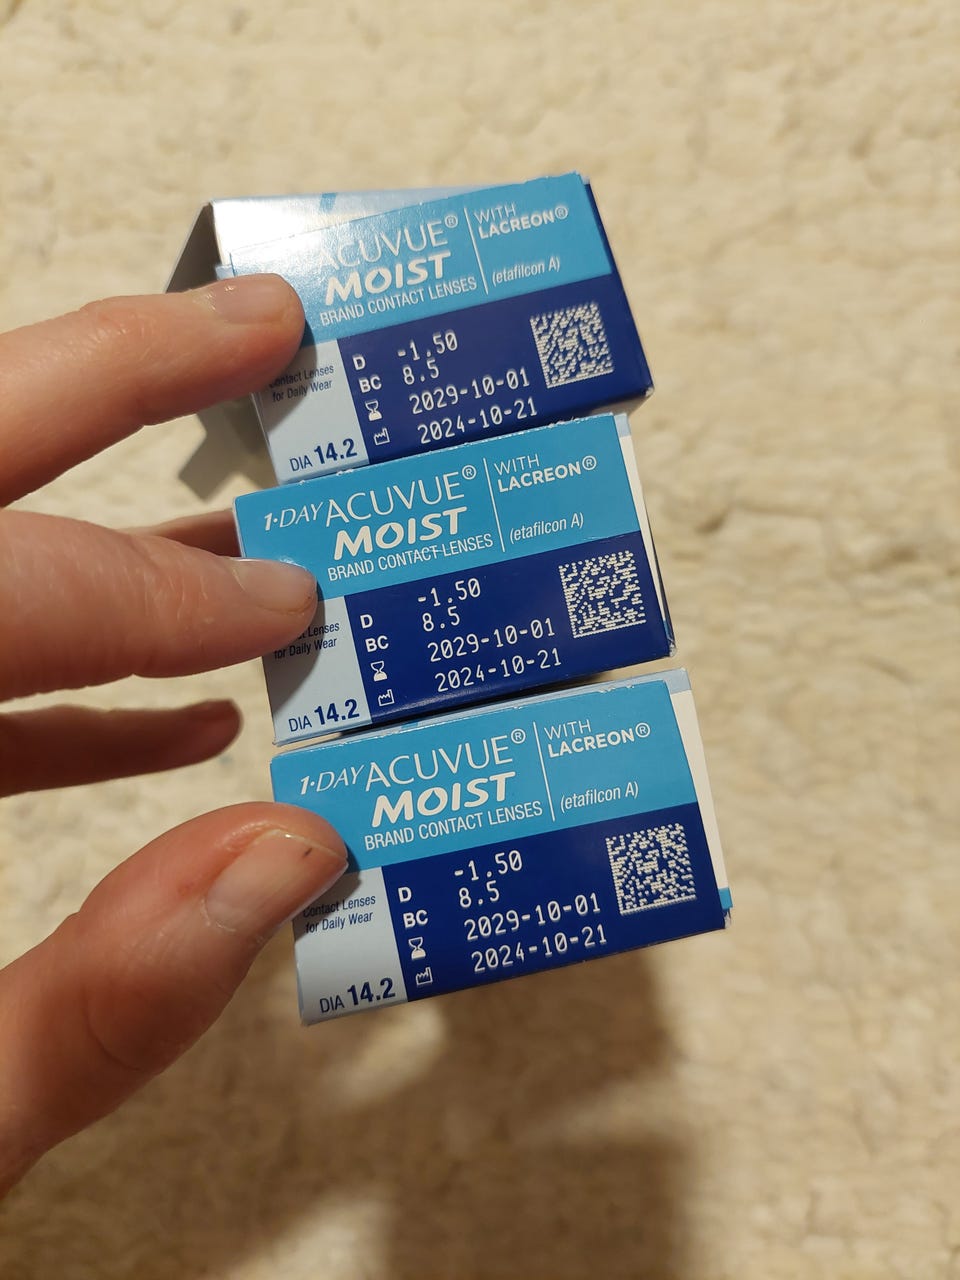 ACUVUE® WITH
MOIST LACREON®
BRAND CONTACT LENSES (etafilcon A)
Contact Lenses
for Daily Wear
D -1.50
BC 8.5
2029-10-01
2024-10-21
DIA 14.2
1·DAY ACUVUE® WITH
MOIST LACREON®
BRAND CONTACT LENSES (etafilcon A)
Lenses
for Daily Wear
D -1.50
BC 8.5
2029-10-01
2024-10-21
DIA 14.2
1·DAY ACUVUE® WITH
MOIST LACREON®
BRAND CONTACT LENSES (etafilcon A)
Contact Lenses
for Daily Wear
D -1.50
BC 8.5
2029-10-01
2024-10-21
DIA 14.2